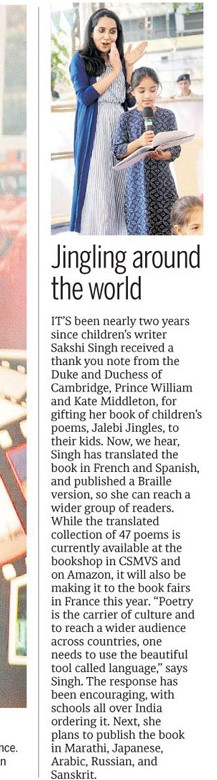 Jingling around
the world
IT'S been nearly two years
since children's writer
Sakshi Singh received a
thank you note from the
Duke and Duchess of
Cambridge, Prince William
and Kate Middleton, for
gifting her book of children's
poems, Jalebi Jingles, to
their kids. Now, we hear,
Singh has translated the
book in French and Spanish,
and published a Braille
version, so she can reach a
wider group of readers.
While the translated
collection of 47 poems is
currently available at the
bookshop in CSMVS and
on Amazon, it will also be
making it to the book fairs
in France this year. “Poetry
is the carrier of culture and
to reach a wider audience
across countries, one
needs to use the beautiful
tool called language,” says
Singh. The response has
been encouraging, with
schools all over India
ordering it. Next, she
plans to publish the book
in Marathi, Japanese,
Arabic, Russian, and
Sanskrit.
nce.
n